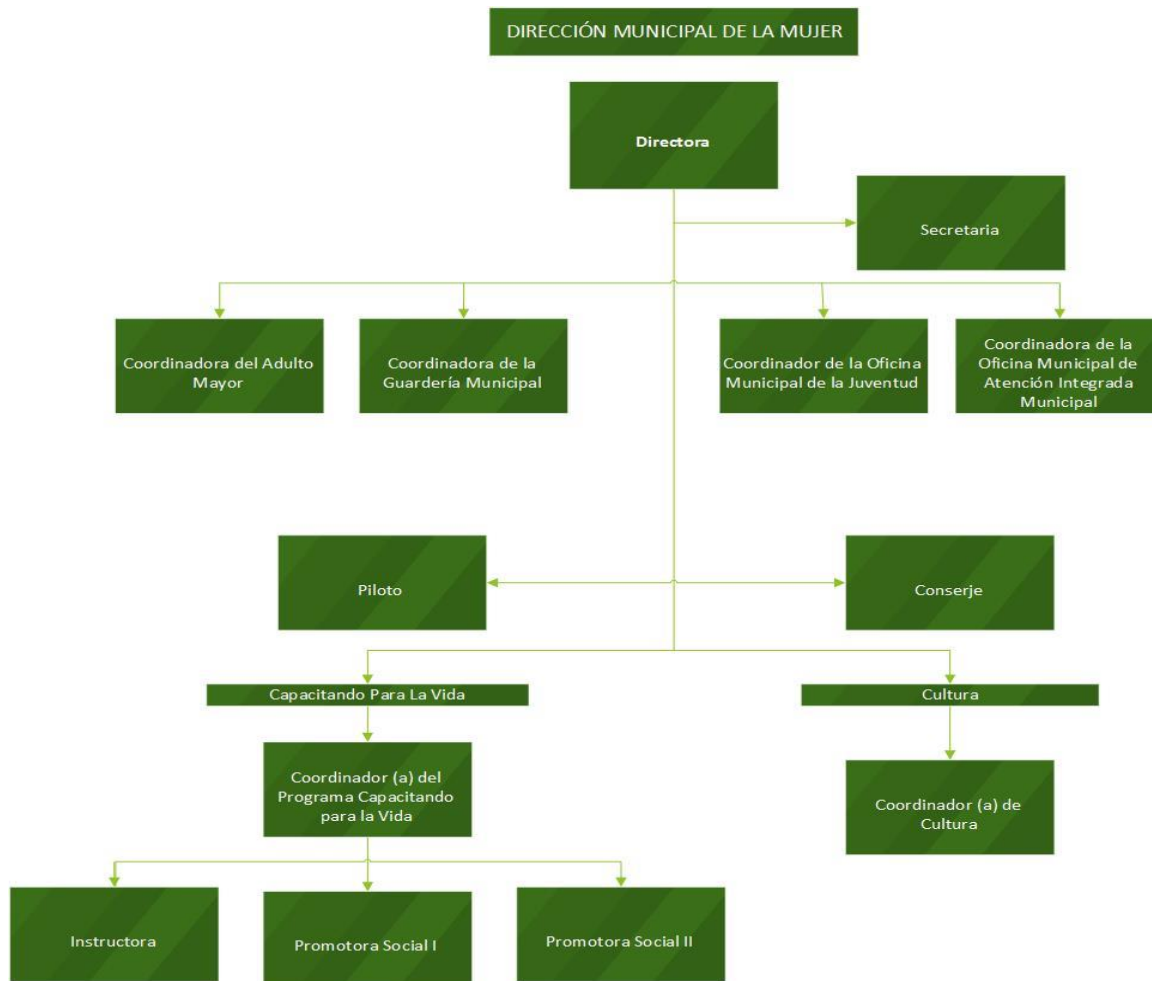 DIRECCIÓN MUNICIPAL DE LA MUJER
Directora
Secretaria
Coordinadora del Adulto
Mayor
Coordinadora de la
Guardería Municipal
Coordinador de la Oficina
Municipal de la Juventud
Coordinadora de la
Oficina Municipal de
Atención Integrada
Municipal
Piloto
Conserje
Capacitando Para La Vida
Cultura
Coordinador (a) del
Programa Capacitando
para la Vida
Coordinador (a) de
Cultura
Instructora
Promotora Social I
Promotora Social II